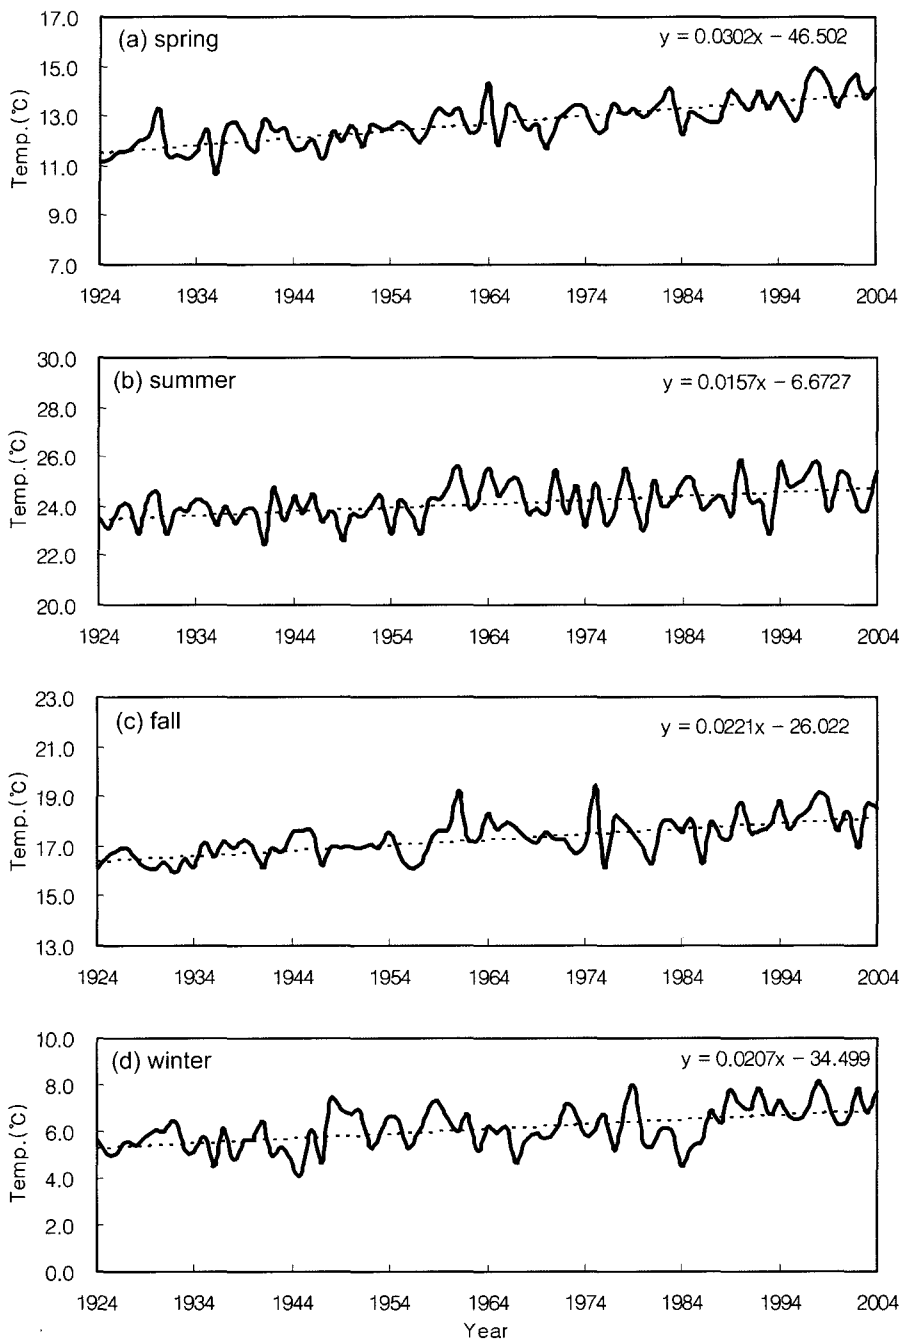 17.0
(a) spring
y = 0.0302x − 46.502
15.0
13.0
11.0
9.0
7.0
Temp.(℃)
1924 1934 1944 1954 1964 1974 1984 1994 2004
30.0
(b) summer
y = 0.0157x − 6.6727
28.0
26.0
24.0
22.0
20.0
Temp.(℃)
1924 1934 1944 1954 1964 1974 1984 1994 2004
23.0
(c) fall
y = 0.0221x − 26.022
21.0
19.0
17.0
15.0
13.0
Temp.(℃)
1924 1934 1944 1954 1964 1974 1984 1994 2004
10.0
(d) winter
y = 0.0207x − 34.499
8.0
6.0
4.0
2.0
0.0
Temp.(℃)
1924 1934 1944 1954 1964 1974 1984 1994 2004
Year